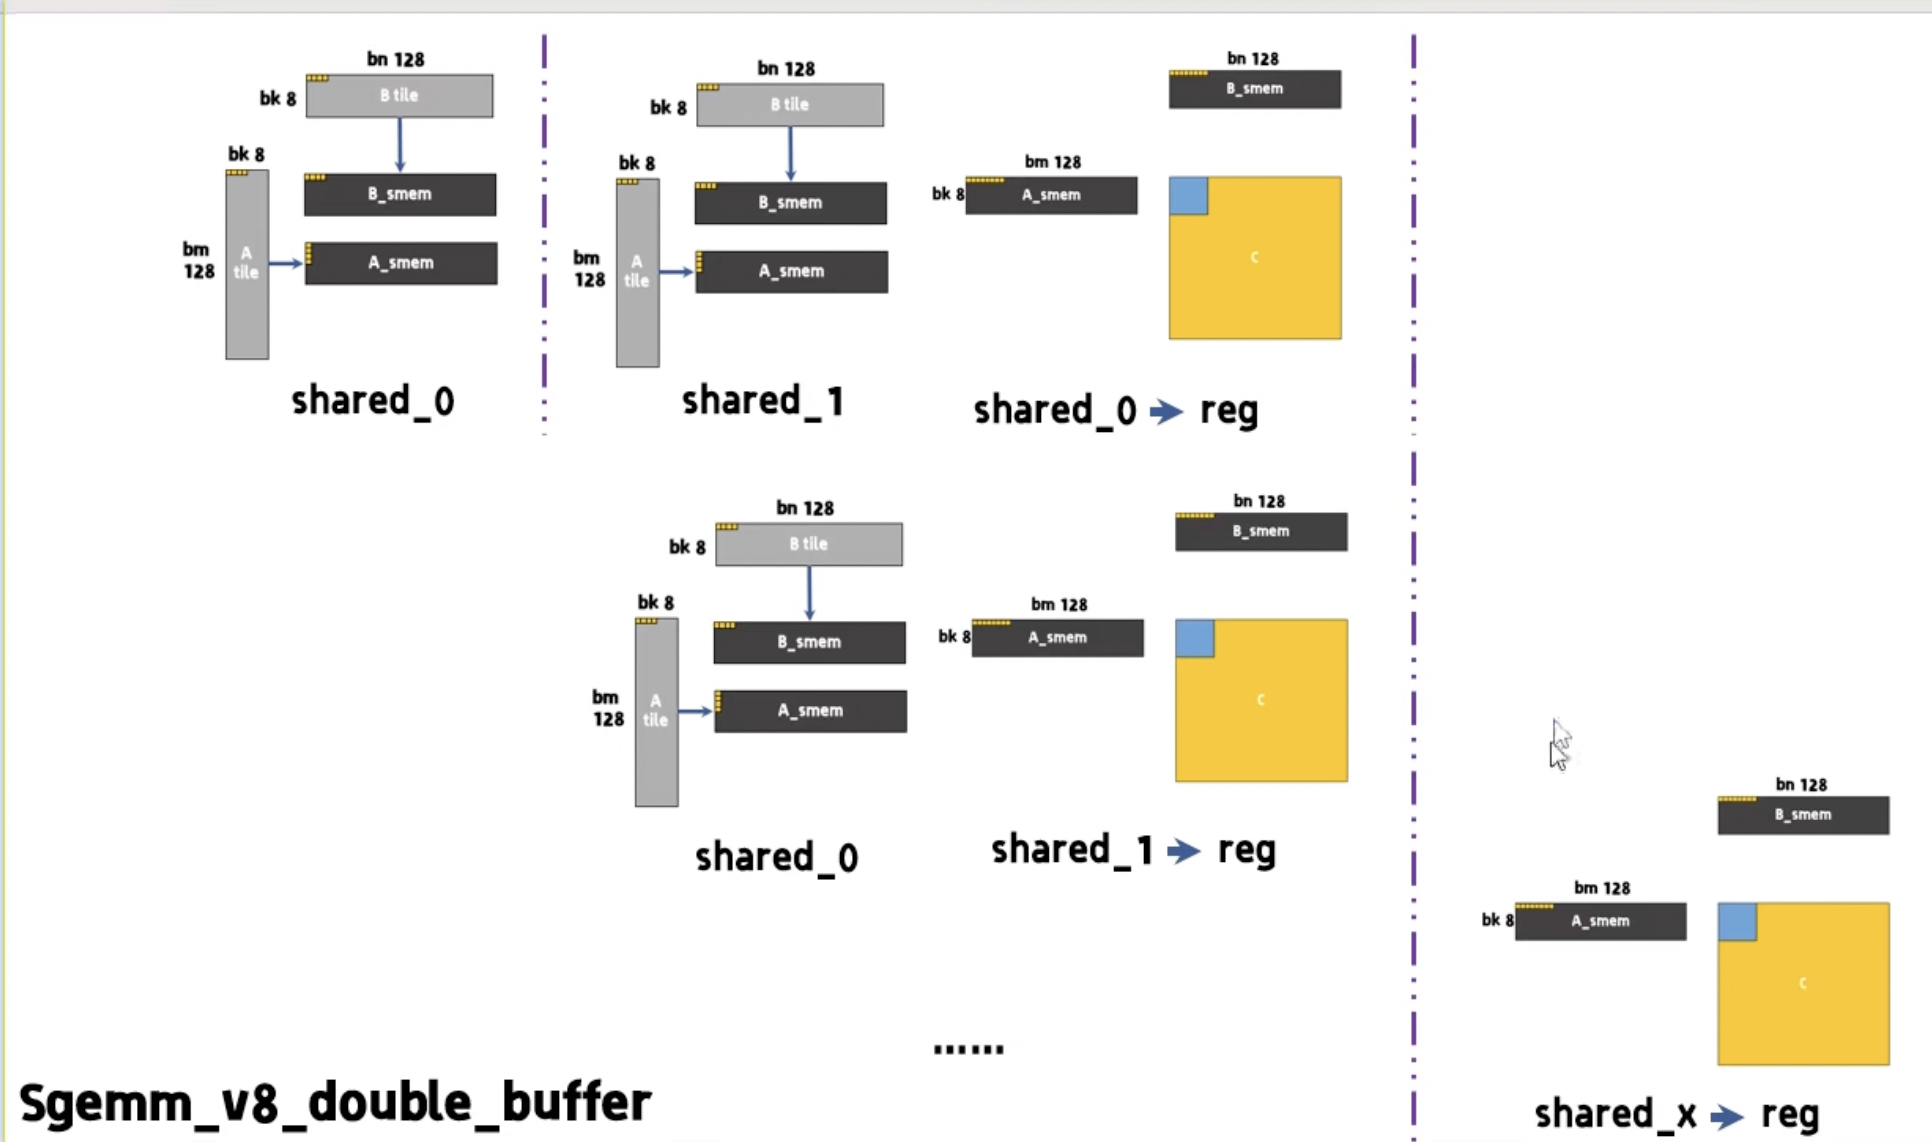 bn 128
bk 8
B tile
bk 8
B_smem
bm
128
A
tile
A_smem
shared_0
bn 128
bk 8
B tile
bk 8
B_smem
bm
128
A
tile
A_smem
shared_1
bn 128
B_smem
bm 128
bk 8
A_smem
C
shared_0 → reg
bn 128
bk 8
B tile
bk 8
B_smem
bm
128
A
tile
A_smem
shared_0
bn 128
B_smem
bm 128
bk 8
A_smem
C
shared_1 → reg
bn 128
B_smem
bm 128
bk 8
A_smem
C
shared_x → reg
......
Sgemm_v8_double_buffer